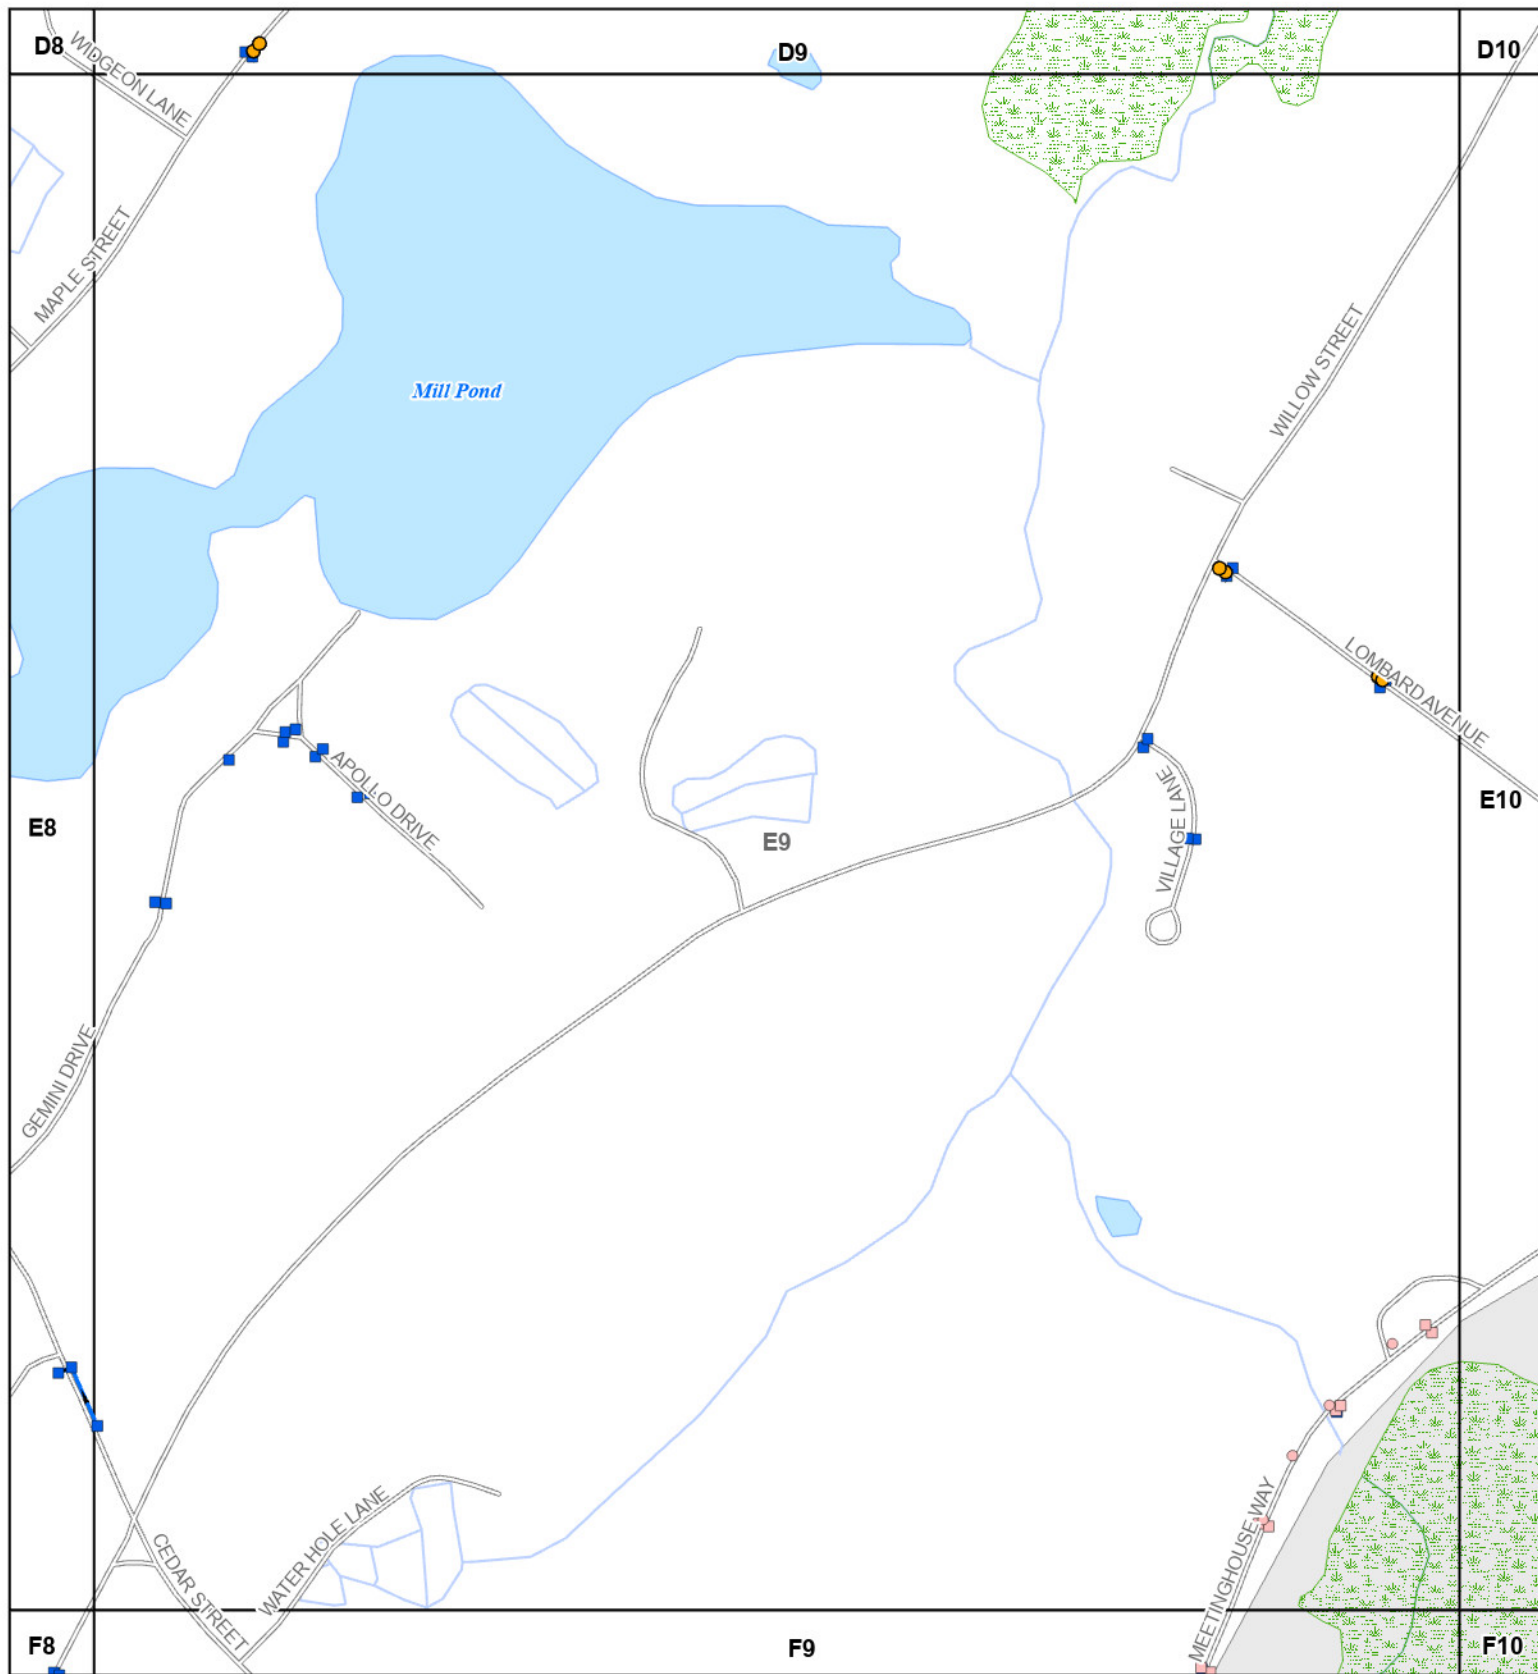 D8
WIDGEON LANE
D9
D10
MAPLE STREET
Mill Pond
WILLOW STREET
LOMBARD AVENUE
APOLLO DRIVE
VILLAGE LANE
E8
E9
E10
GEMINI DRIVE
WATER HOLE LANE
CEDAR STREET
MEETINGHOUSE WAY
F8
F9
F10